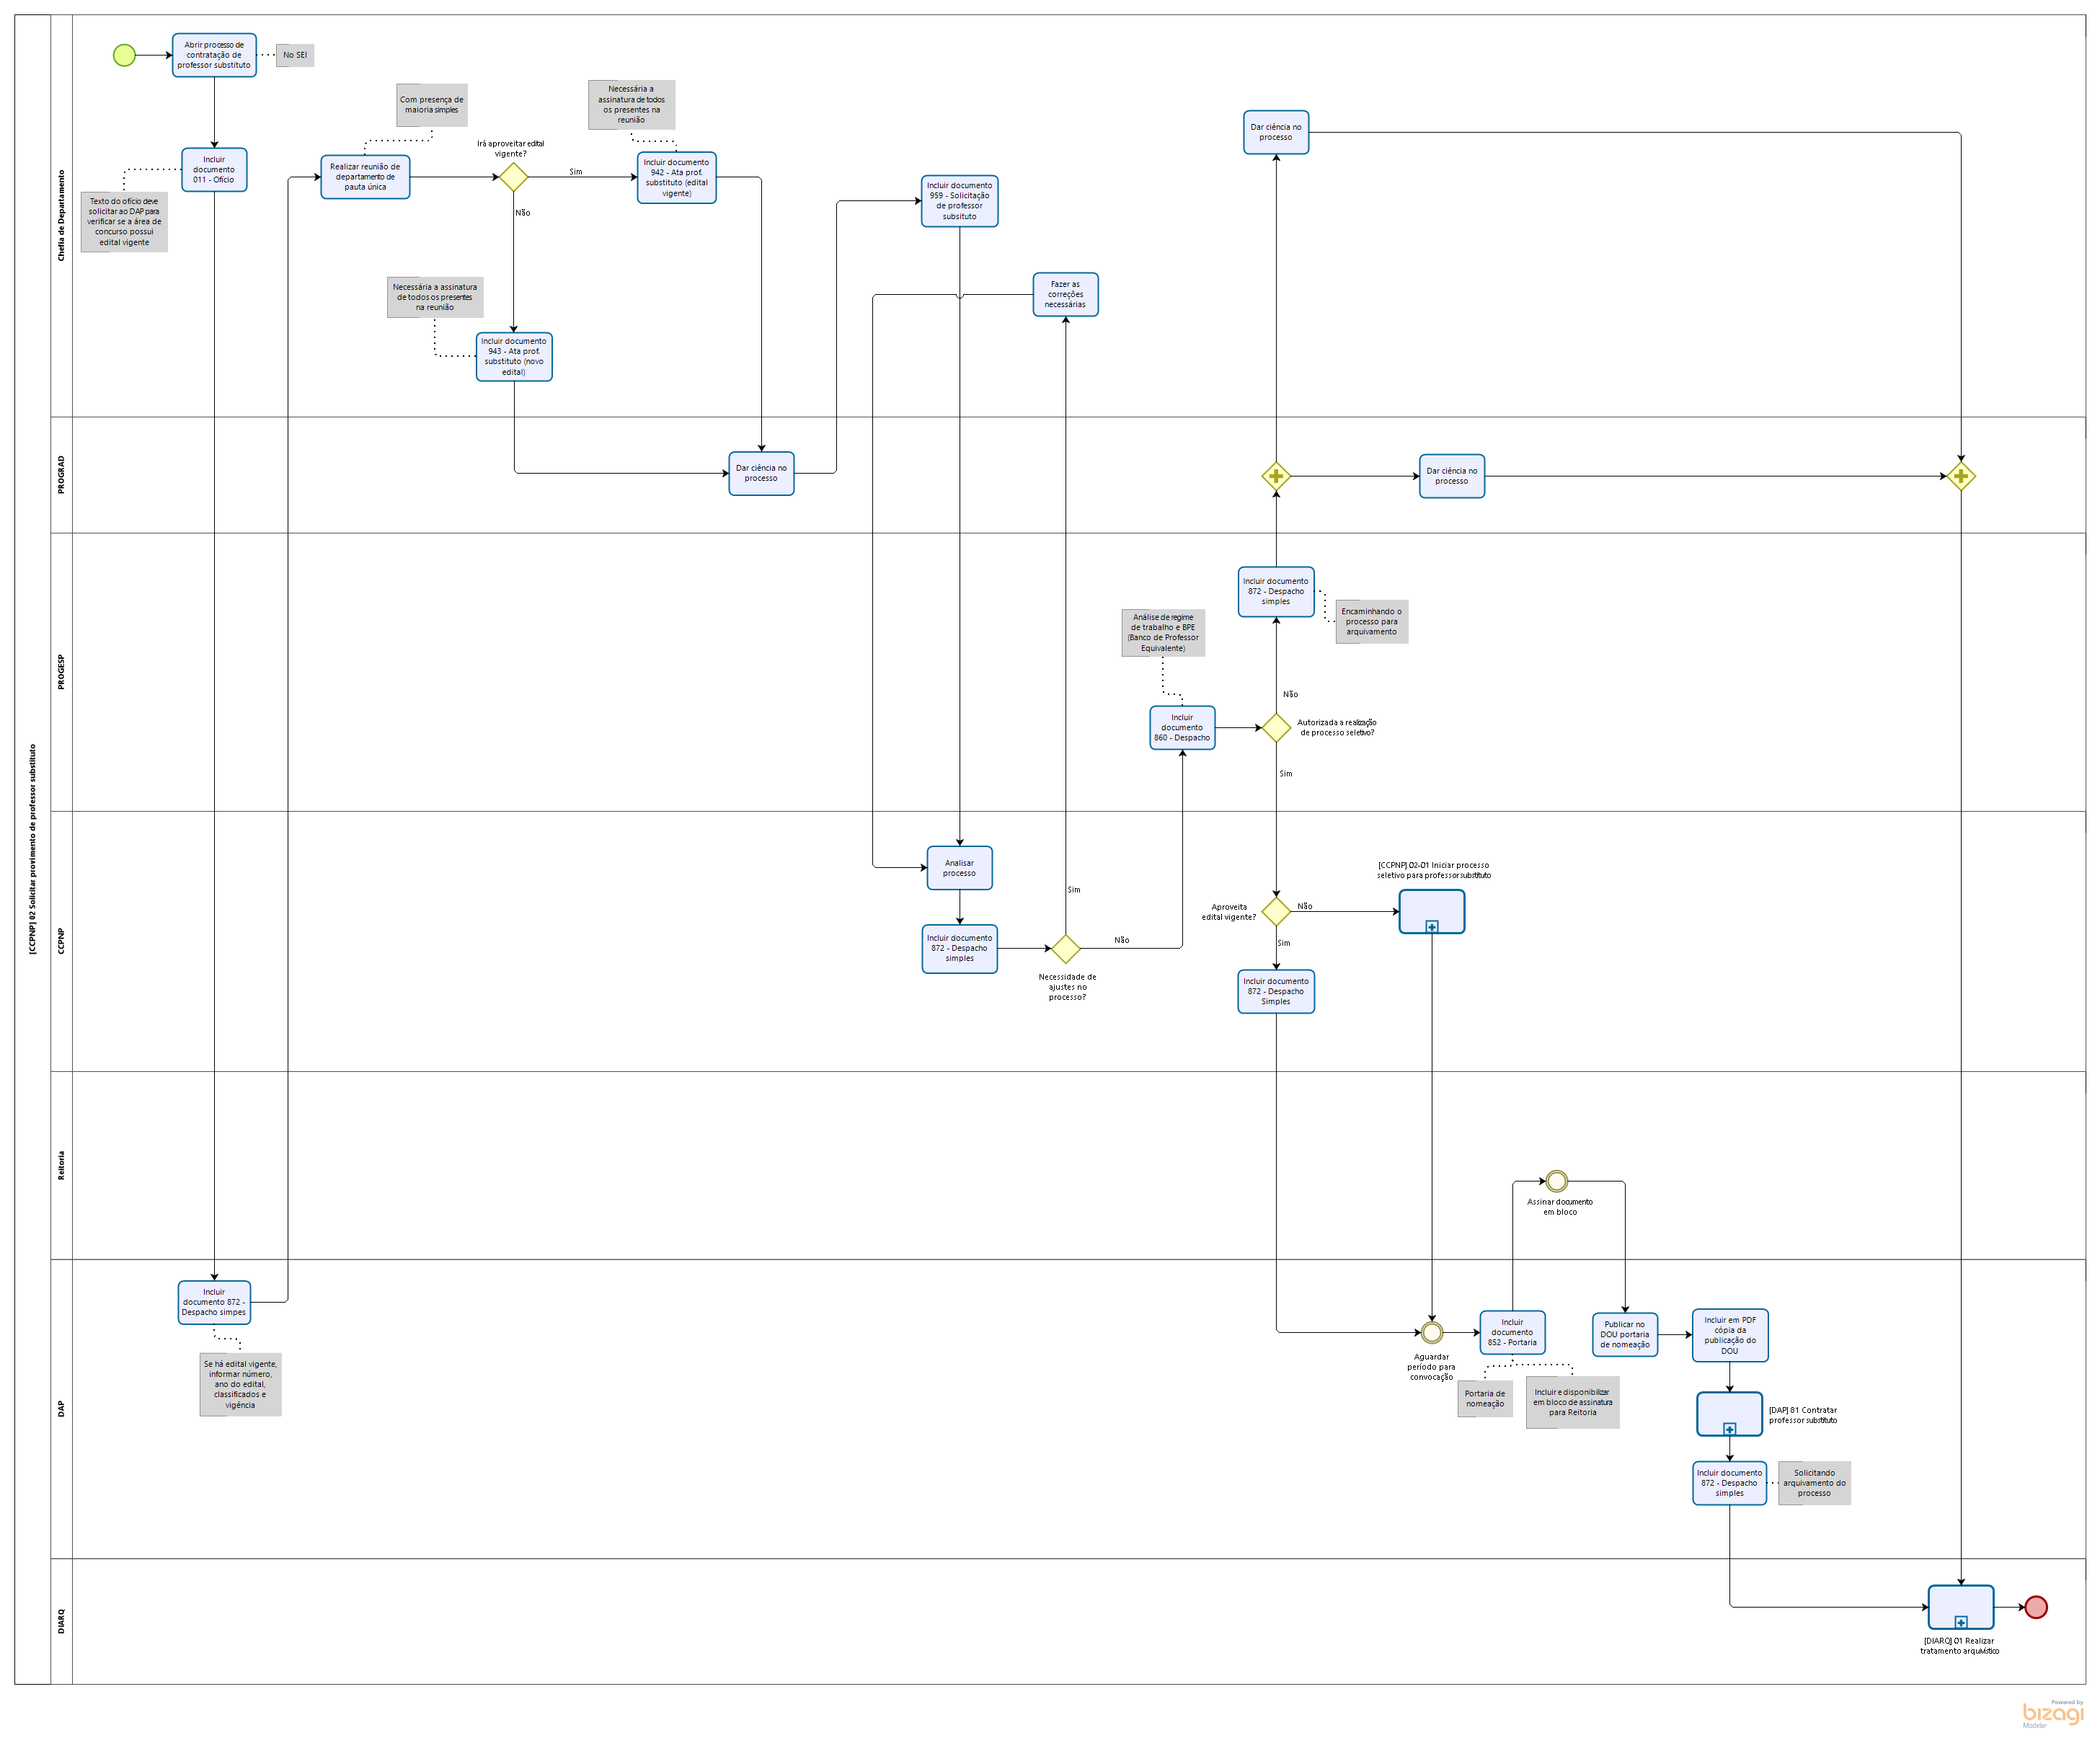 [CCPNP] 02 Solicitar provimento de professor substituto
Chefia de Departamento
Abrir processo de
contratação de
professor substituto
No SEI
Incluir
documento
011 - Ofício
Texto do ofício deve
solicitar ao DAP para
verificar se a área de
concurso possui
edital vigente
Com presença de
maioria simples
Realizar reunião de
departamento de
pauta única
Irá aproveitar edital
vigente?
Sim
Não
Necessária a
assinatura de todos
os presentes na
reunião
Incluir documento
942 - Ata prof.
substituto (edital
vigente)
Necessária a assinatura
de todos os presentes
na reunião
Incluir documento
943 - Ata prof.
substituto (novo
edital)
Incluir documento
959 - Solicitação
de professor
subsituto
Fazer as
correções
necessárias
Dar ciência no
processo
PROGRAD
Dar ciência no
processo
Dar ciência no
processo
PROGESP
Incluir documento
872 - Despacho
simples
Encaminhando o
processo para
arquivamento
Análise de regime
de trabalho e BPE
(Banco de Professor
Equivalente)
Incluir
documento
860 - Despacho
Não
Autorizada a realização
de processo seletivo?
Sim
CCPNP
Analisar
processo
Incluir documento
872 - Despacho
simples
Sim
Não
Necessidade de
ajustes no
processo?
Aproveita
edital vigente?
Não
Sim
[CCPNP] 02-01 Iniciar processo
seletivo para professor substituto
Incluir documento
872 - Despacho
Simples
Reitoria
Assinar documento
em bloco
DAP
Incluir
documento 872 -
Despacho simpes
Se há edital vigente,
informar número,
ano do edital,
classificados e
vigência
Aguardar
período para
convocação
Incluir
documento
852 - Portaria
Portaria de
nomeação
Incluir e disponibilizar
em bloco de assinatura
para Reitoria
Publicar no
DOU portaria
de nomeação
Incluir em PDF
cópia da
publicação do
DOU
[DAP] 81 Contratar
professor substituto
Incluir documento
872 - Despacho
simples
Solicitando
arquivamento do
processo
DIARQ
[DIARQ] 01 Realizar
tratamento arquivístico
Powered by
bizagi
Modeler